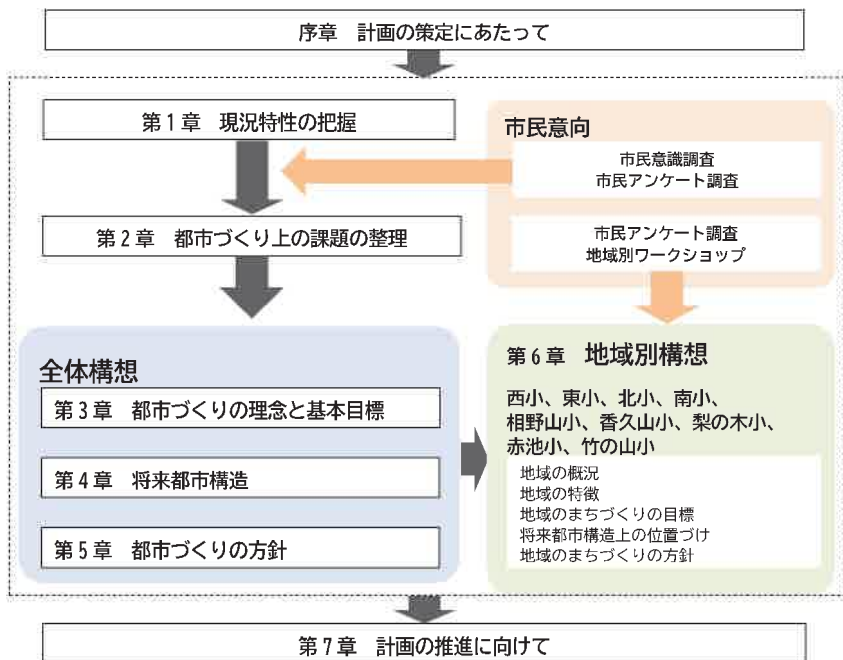 序章 計画の策定にあたって
第1章 現況特性の把握
市民意向
市民意識調査
市民アンケート調査
第2章 都市づくり上の課題の整理
市民アンケート調査
地域別ワークショップ
全体構想
第3章 都市づくりの理念と基本目標
第4章 将来都市構造
第5章 都市づくりの方針
第6章 地域別構想
西小、東小、北小、南小、
相野山小、香久山小、梨の木小、
赤池小、竹の山小
地域の概況
地域の特徴
地域のまちづくりの目標
将来都市構造上の位置づけ
地域のまちづくりの方針
第7章 計画の推進に向けて